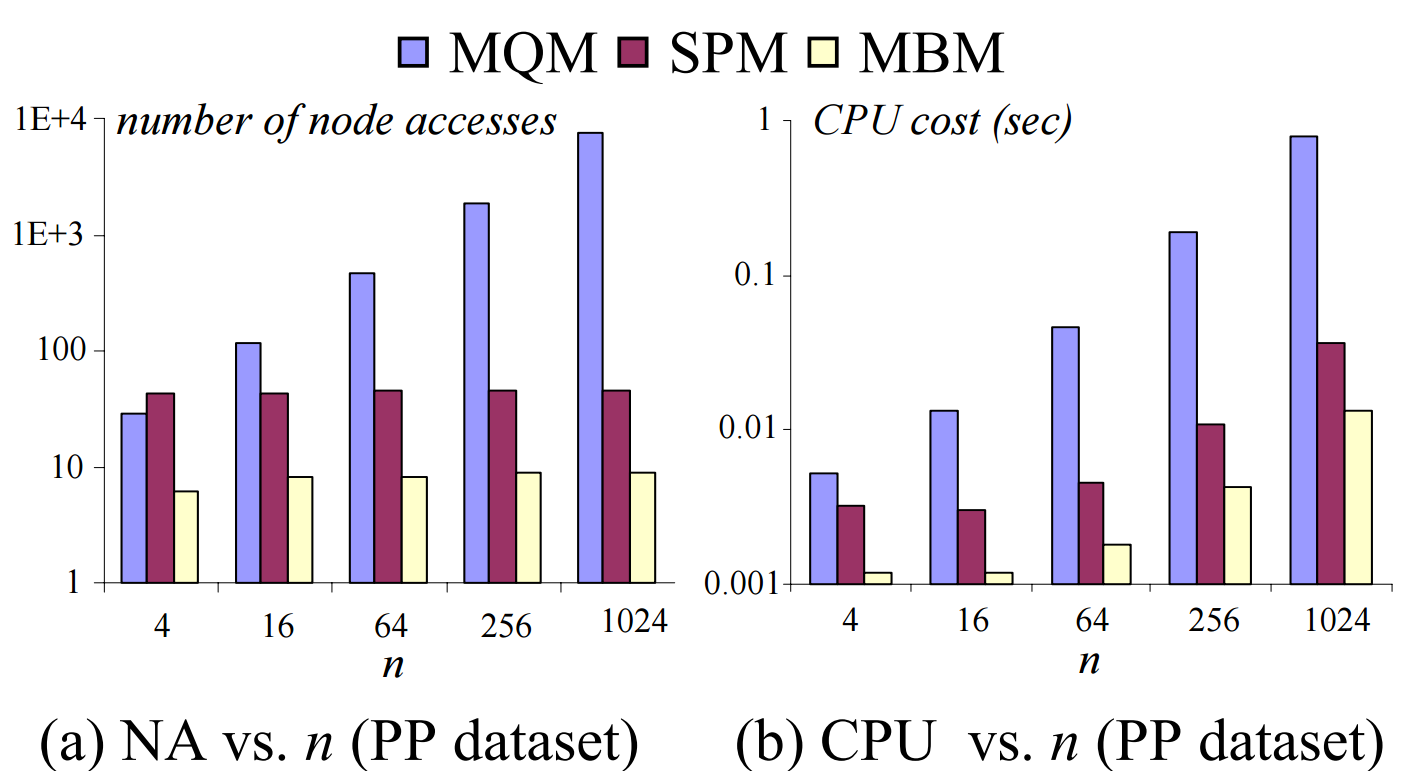 MQM SPM MBM
number of node accesses
1E+4
1E+3
100
10
1
4 16 64 256 1024
n
(a) NA vs. n (PP dataset)
CPU cost (sec)
1
0.1
0.01
0.001
4 16 64 256 1024
n
(b) CPU vs. n (PP dataset)